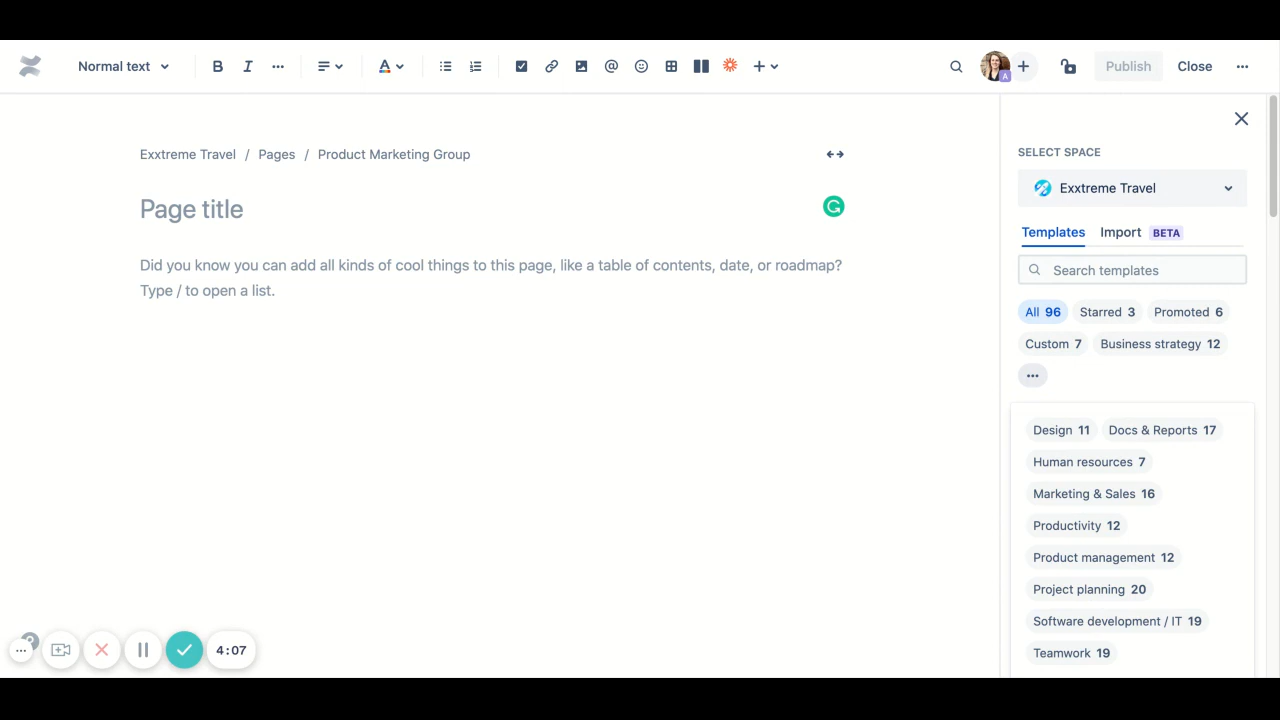 Normal text
B I A @
A
Publish Close
Exxtreme Travel / Pages / Product Marketing Group
Page title
G
Did you know you can add all kinds of cool things to this page, like a table of contents, date, or roadmap?
Type / to open a list.
SELECT SPACE
Exxtreme Travel
Templates Import BETA
Search templates
All 96 Starred 3 Promoted 6
Custom 7 Business strategy 12
Design 11 Docs & Reports 17
Human resources 7
Marketing & Sales 16
Productivity 12
Product management 12
Project planning 20
Software development / IT 19
Teamwork 19
4:07